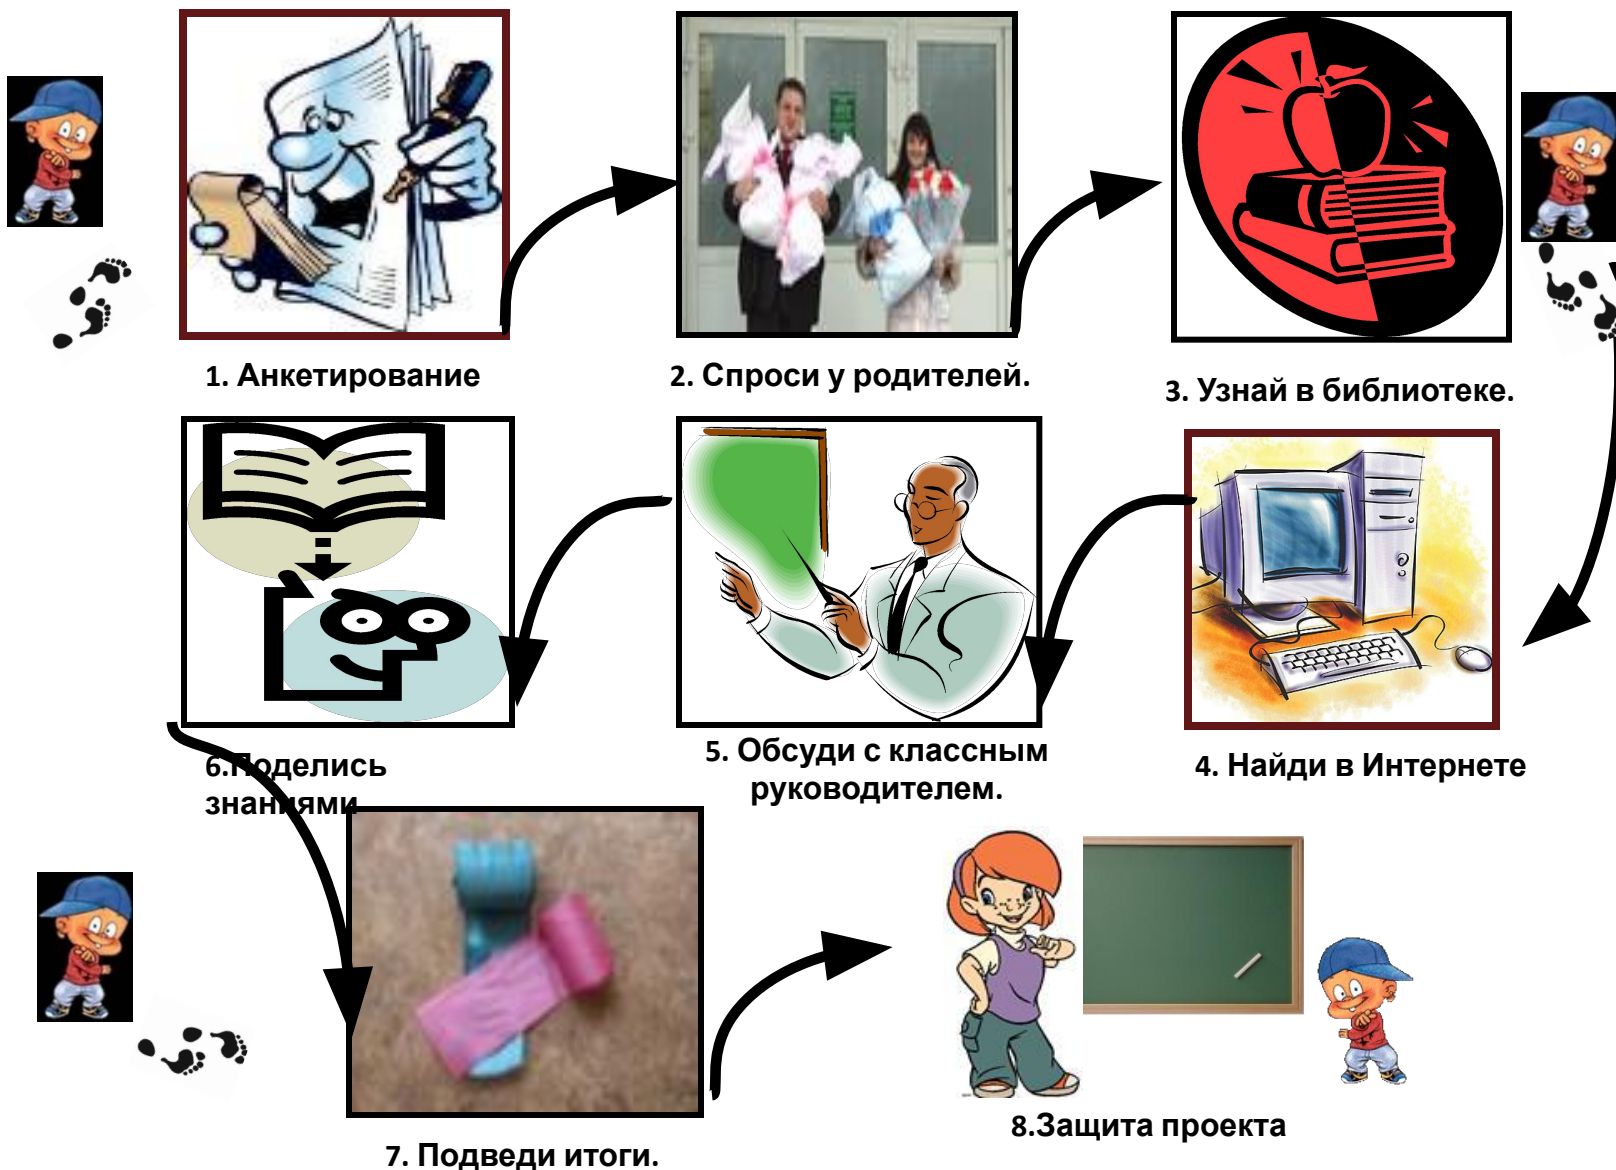 1. Анкетирование
2. Спроси у родителей.
3. Узнай в библиотеке.
4. Найди в Интернете
5. Обсуди с классным
руководителем.
6.Поделись
знаниями
7. Подведи итоги.
8.Защита проекта